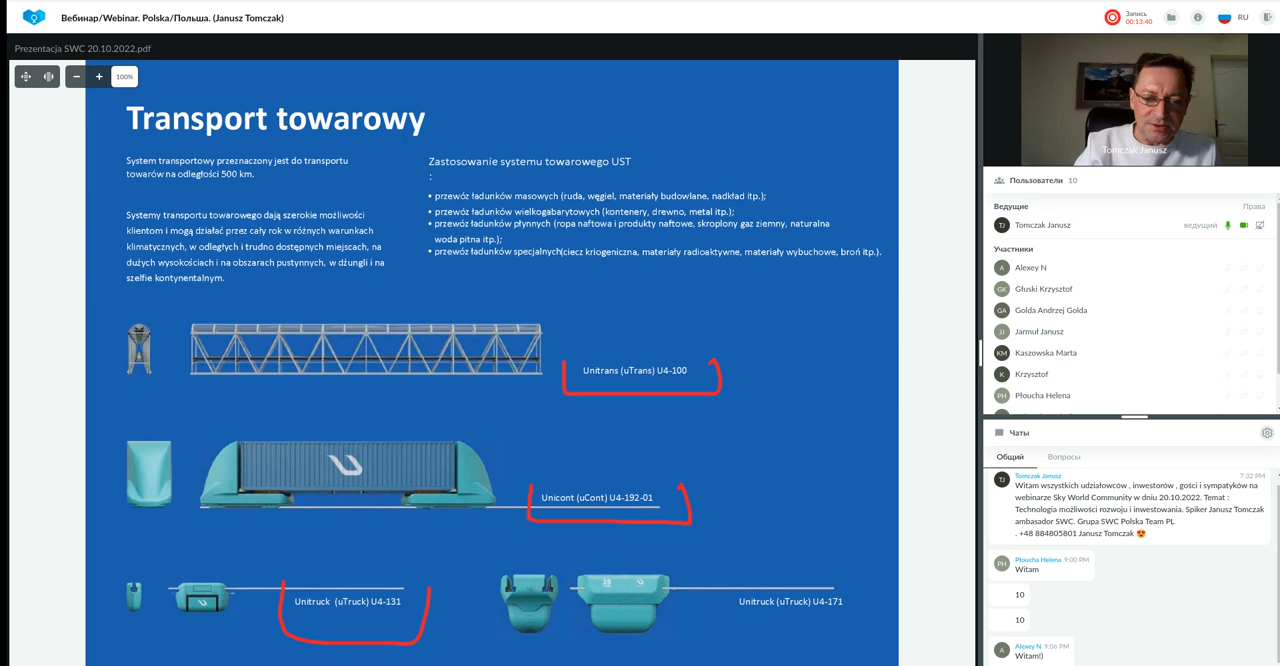 Вебинар/Webinar. Polska/Польша. (Janusz Tomczak)
Запись
00:13:40
RU
Prezentacja SWC 20.10.2022.pdf
100%
Transport towarowy
System transportowy przeznaczony jest do transportu
towarów na odległości 500 km.
Systemy transportu towarowego dają szerokie możliwości
klientom i mogą działać przez cały rok w różnych warunkach
klimatycznych, w odległych i trudno dostępnych miejscach, na
dużych wysokościach i na obszarach pustynnych, w dżungli i na
szelfie kontynentalnym.
Zastosowanie systemu towarowego UST
:
• przewóz ładunków masowych (ruda, węgiel, materiały budowlane, nadkład itp.);
• przewóz ładunków wielkogabarytowych (kontenery, drewno, metal itp.);
• przewóz ładunków płynnych (ropa naftowa i produkty naftowe, skroplony gaz ziemny, naturalna
woda pitna itp.);
• przewóz ładunków specjalnych(ciecz kriogeniczna, materiały radioaktywne, materiały wybuchowe, broń itp.).
Unitrans (uTrans) U4-100
Unicont (uCont) U4-192-01
Unitruck (uTruck) U4-131
Unitruck (uTruck) U4-171
Tomczak Janusz
Пользователи 10
Ведущие Права
TJ Tomczak Janusz ведущий
Участники
A Alexey N
GK Głuski Krzysztof
GA Golda Andrzej Golda
JJ Jarmuł Janusz
KM Kaszowska Marta
K Krzysztof
PH Płoucha Helena
Чаты
Общий Вопросы
TJ Tomczak Janusz 7:32 PM
Witam wszystkich udziałowców , inwestorów , gości i sympatyków na
webinarze Sky World Community w dniu 20.10.2022. Temat :
Technologia możliwości rozwoju i inwestowania. Spiker Janusz Tomczak
ambasador SWC. Grupa SWC Polska Team PL
. +48 884805801 Janusz Tomczak 😍
PH Płoucha Helena 9:00 PM
Witam
10
10
A Alexey N 9:06 PM
Witam!)